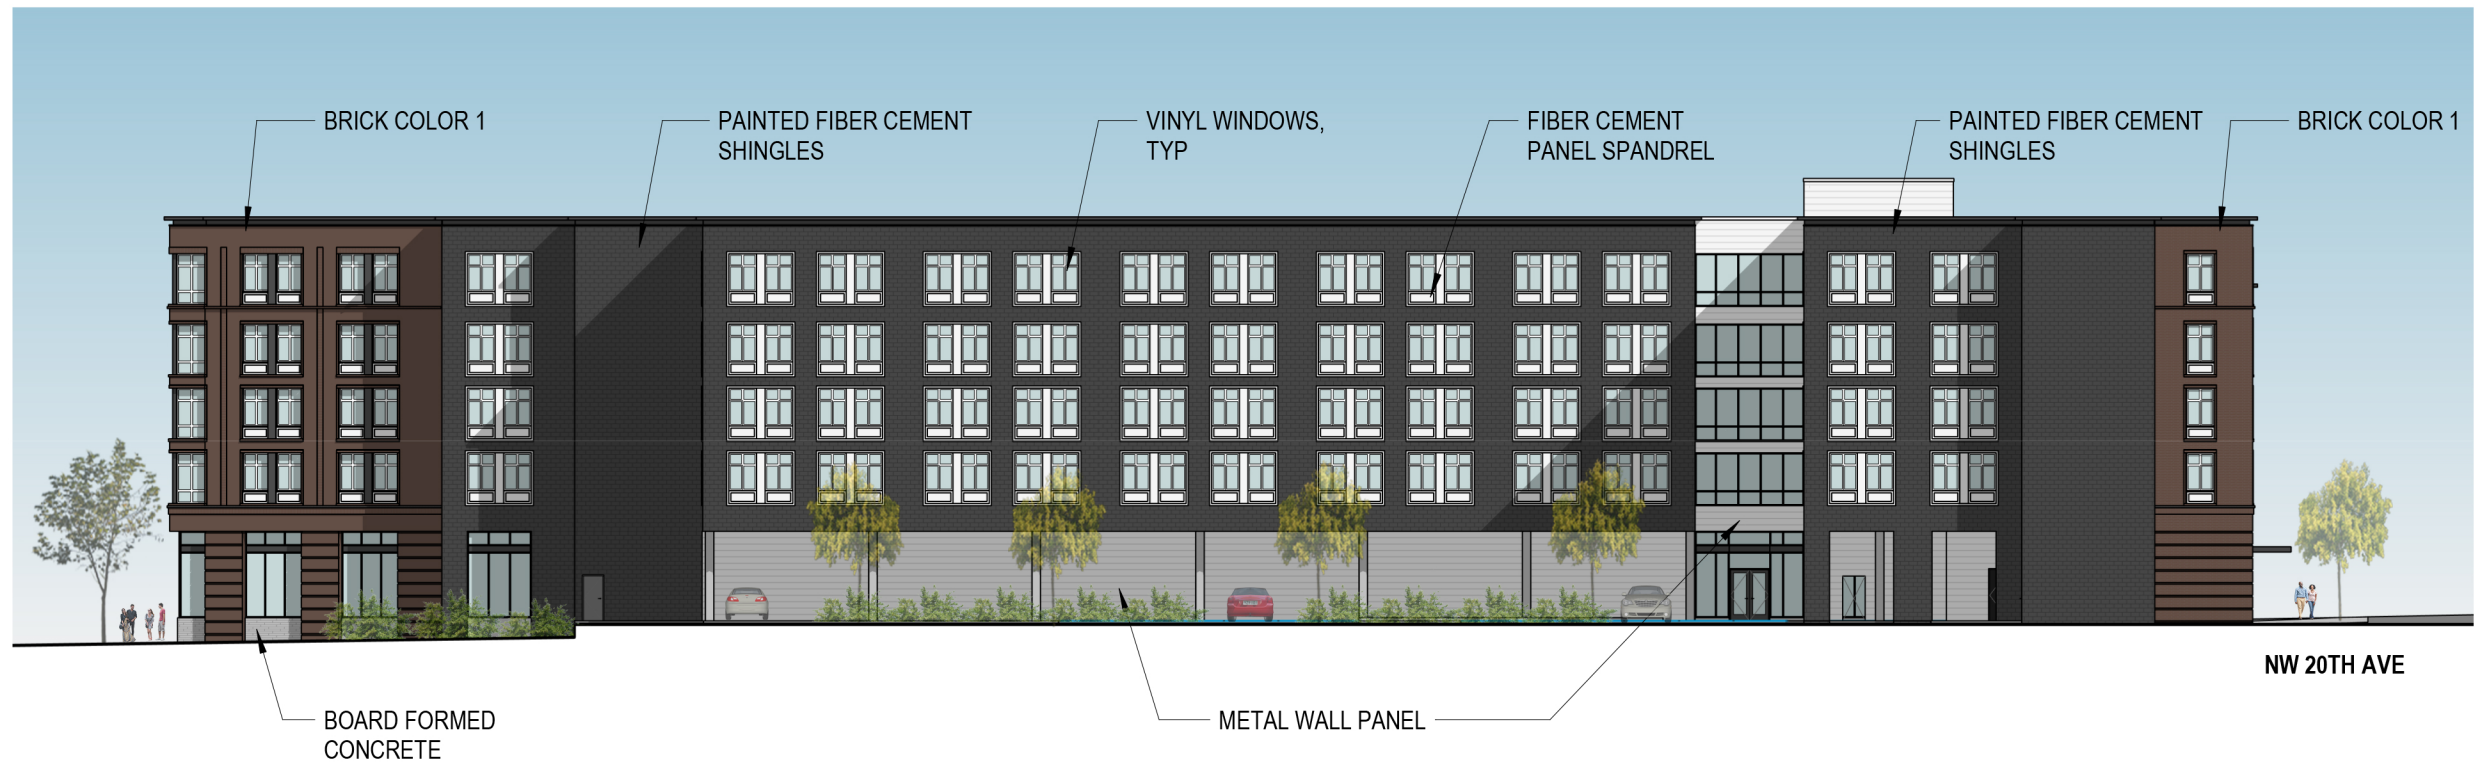 BRICK COLOR 1
PAINTED FIBER CEMENT
SHINGLES
VINYL WINDOWS,
TYP
FIBER CEMENT
PANEL SPANDREL
PAINTED FIBER CEMENT
SHINGLES
BRICK COLOR 1
NW 20TH AVE
BOARD FORMED
CONCRETE
METAL WALL PANEL